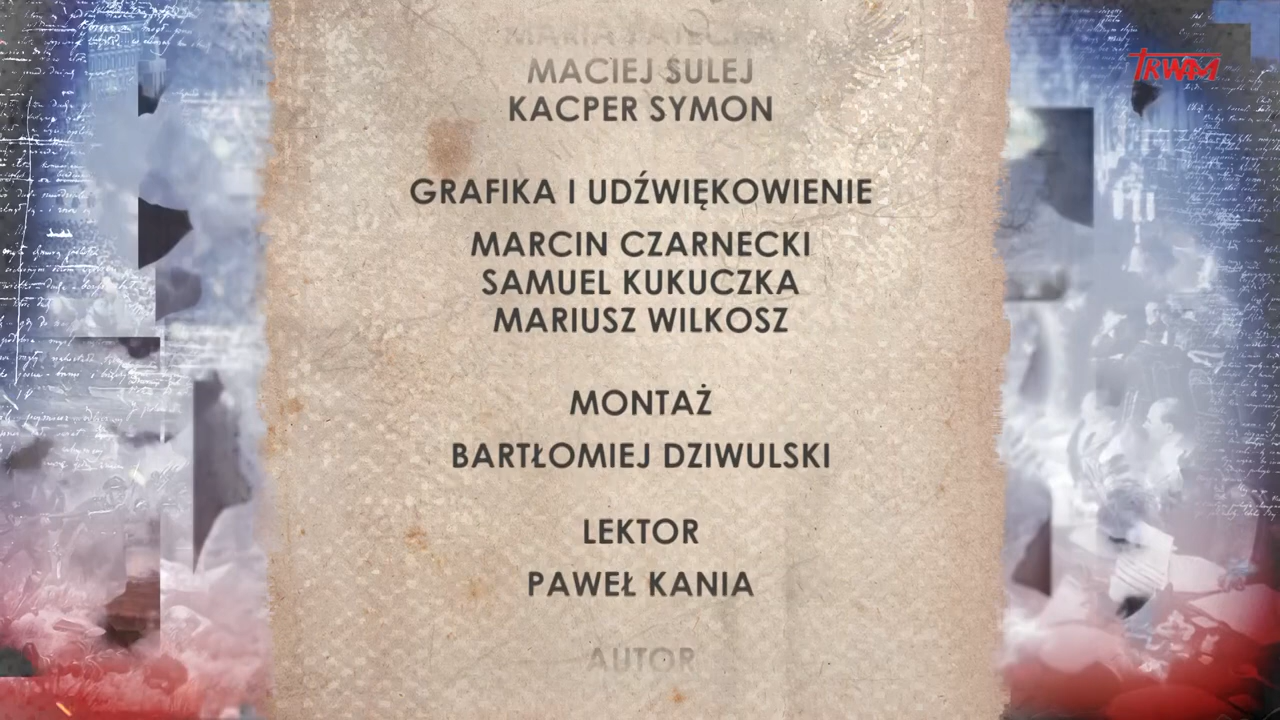 MACIEJ SULEJ
KACPER SYMON
GRAFIKA I UDŹWIĘKOWIENIE
MARCIN CZARNECKI
SAMUEL KUKUCZKA
MARIUSZ WILKOSZ
MONTAŻ
BARTŁOMIEJ DZIWULSKI
LEKTOR
PAWEŁ KANIA
AUTOR
TRWAM